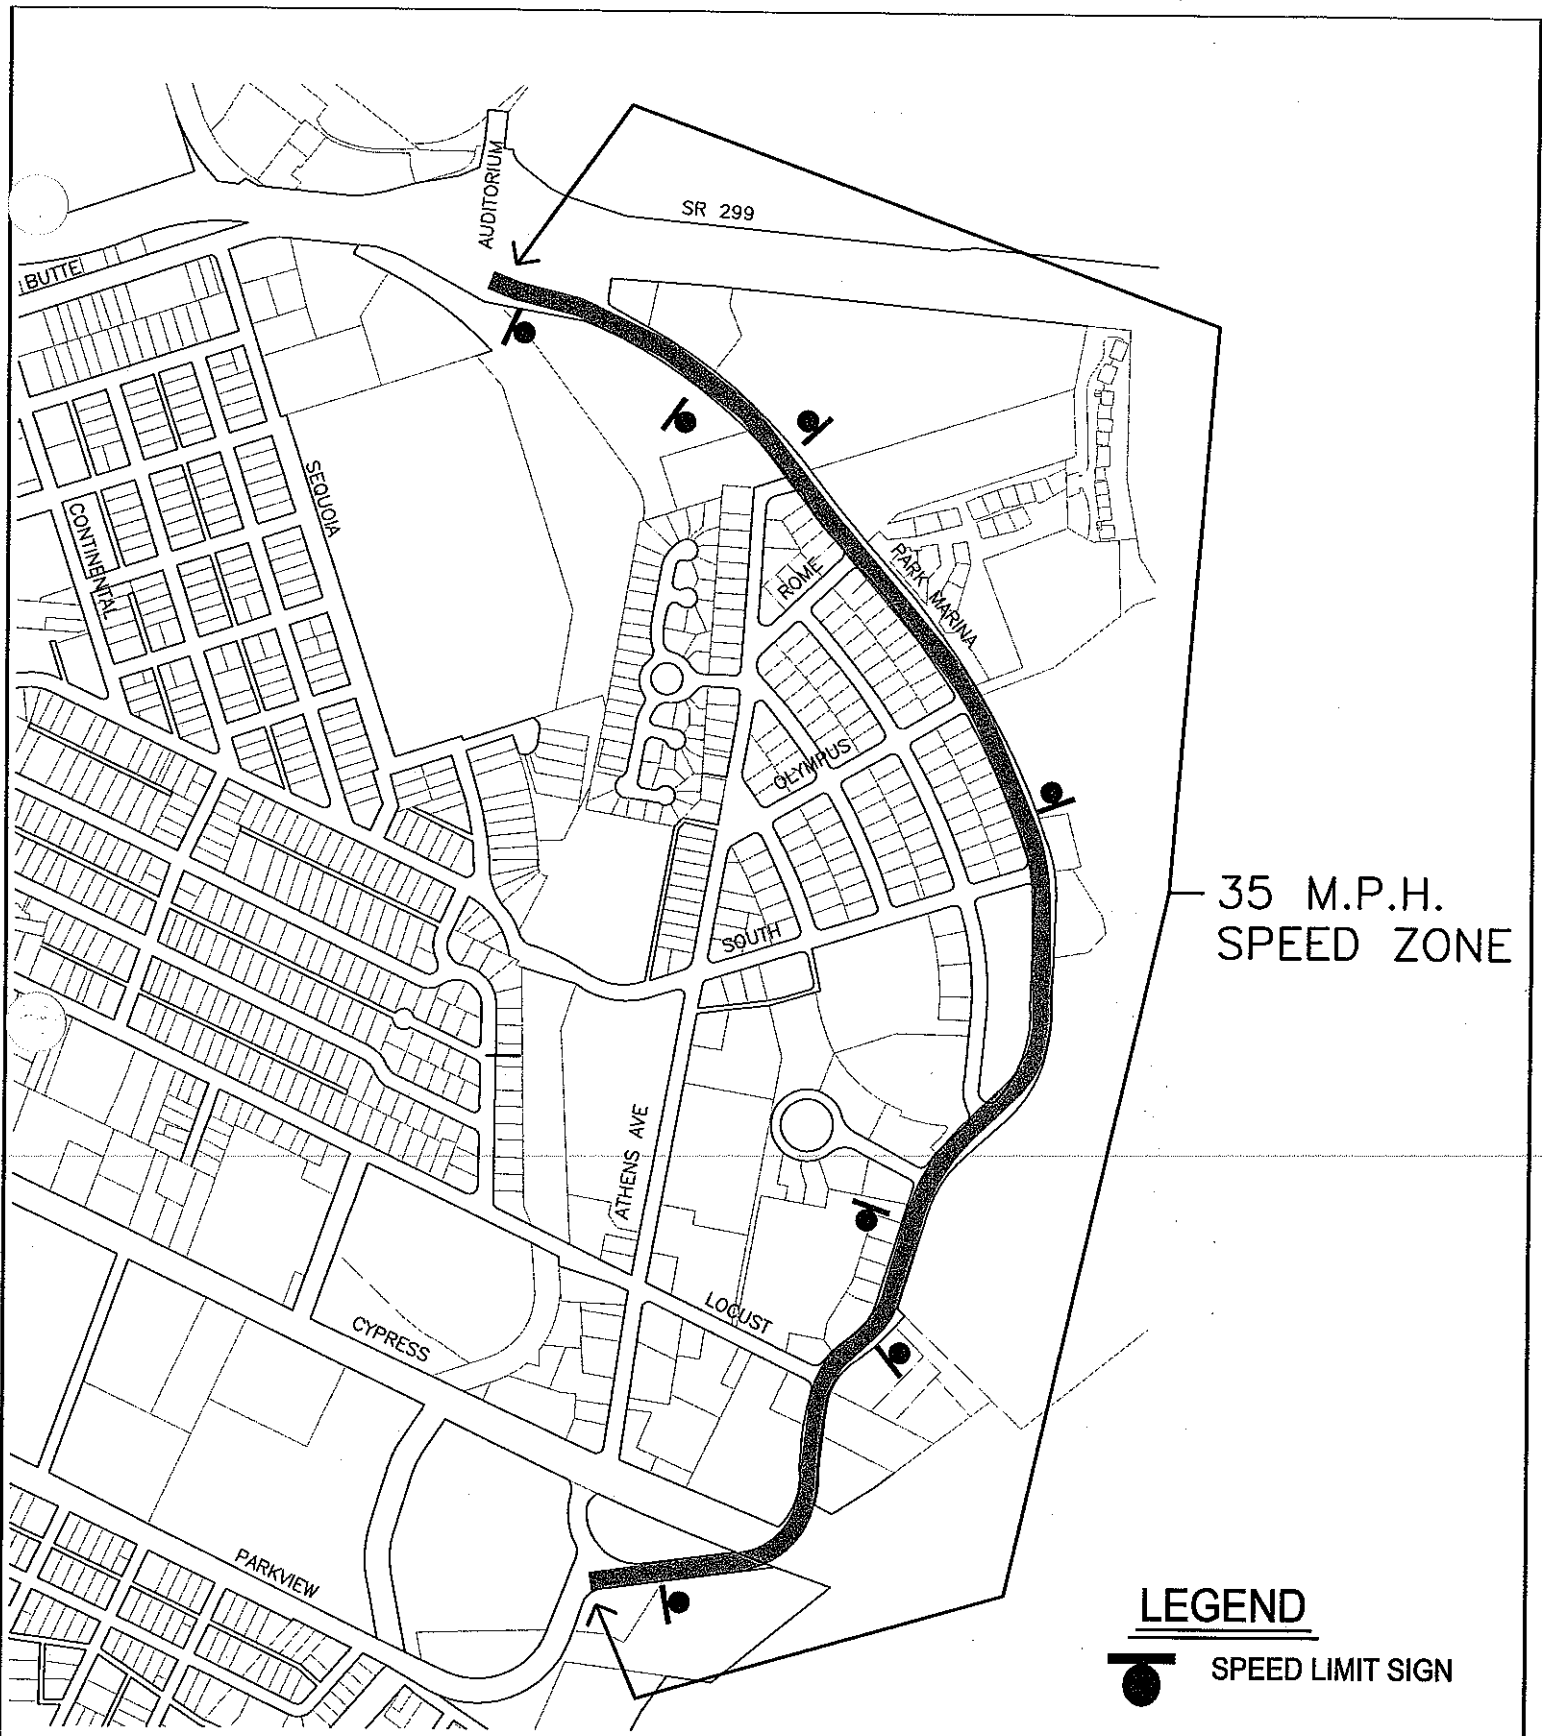 AUDITORIUM
SR 299
BUTTE
SEQUOIA
CONTINENTAL
ROME
PARK MARINA
OLYMPUS
35 M.P.H.
SPEED ZONE
SOUTH
ATHENS AVE
LOCUST
CYPRESS
PARKVIEW
LEGEND
SPEED LIMIT SIGN